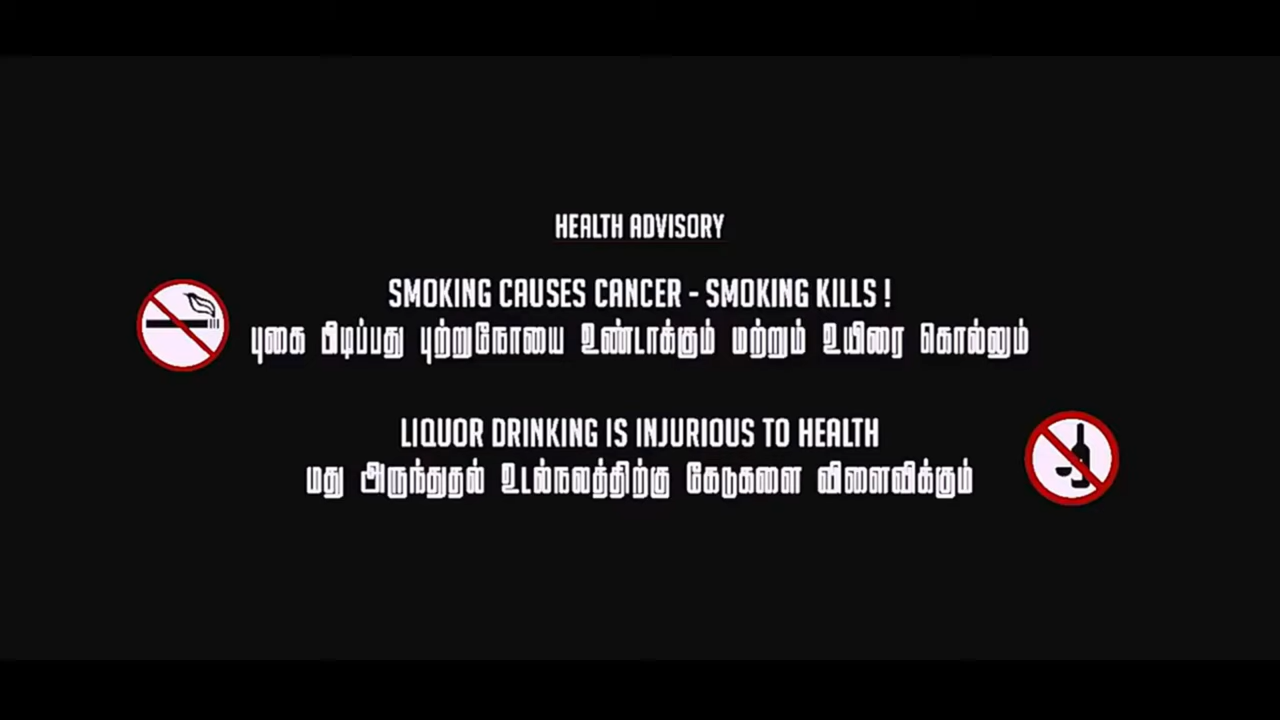 HEALTH ADVISORY
SMOKING CAUSES CANCER - SMOKING KILLS !
புகை பிடிப்பது புற்றுநோயை உண்டாக்கும் மற்றும் உயிரை கொல்லும்
LIQUOR DRINKING IS INJURIOUS TO HEALTH
மது அருந்துதல் உடல்நலத்திற்கு கேடுகளை விளைவிக்கும்